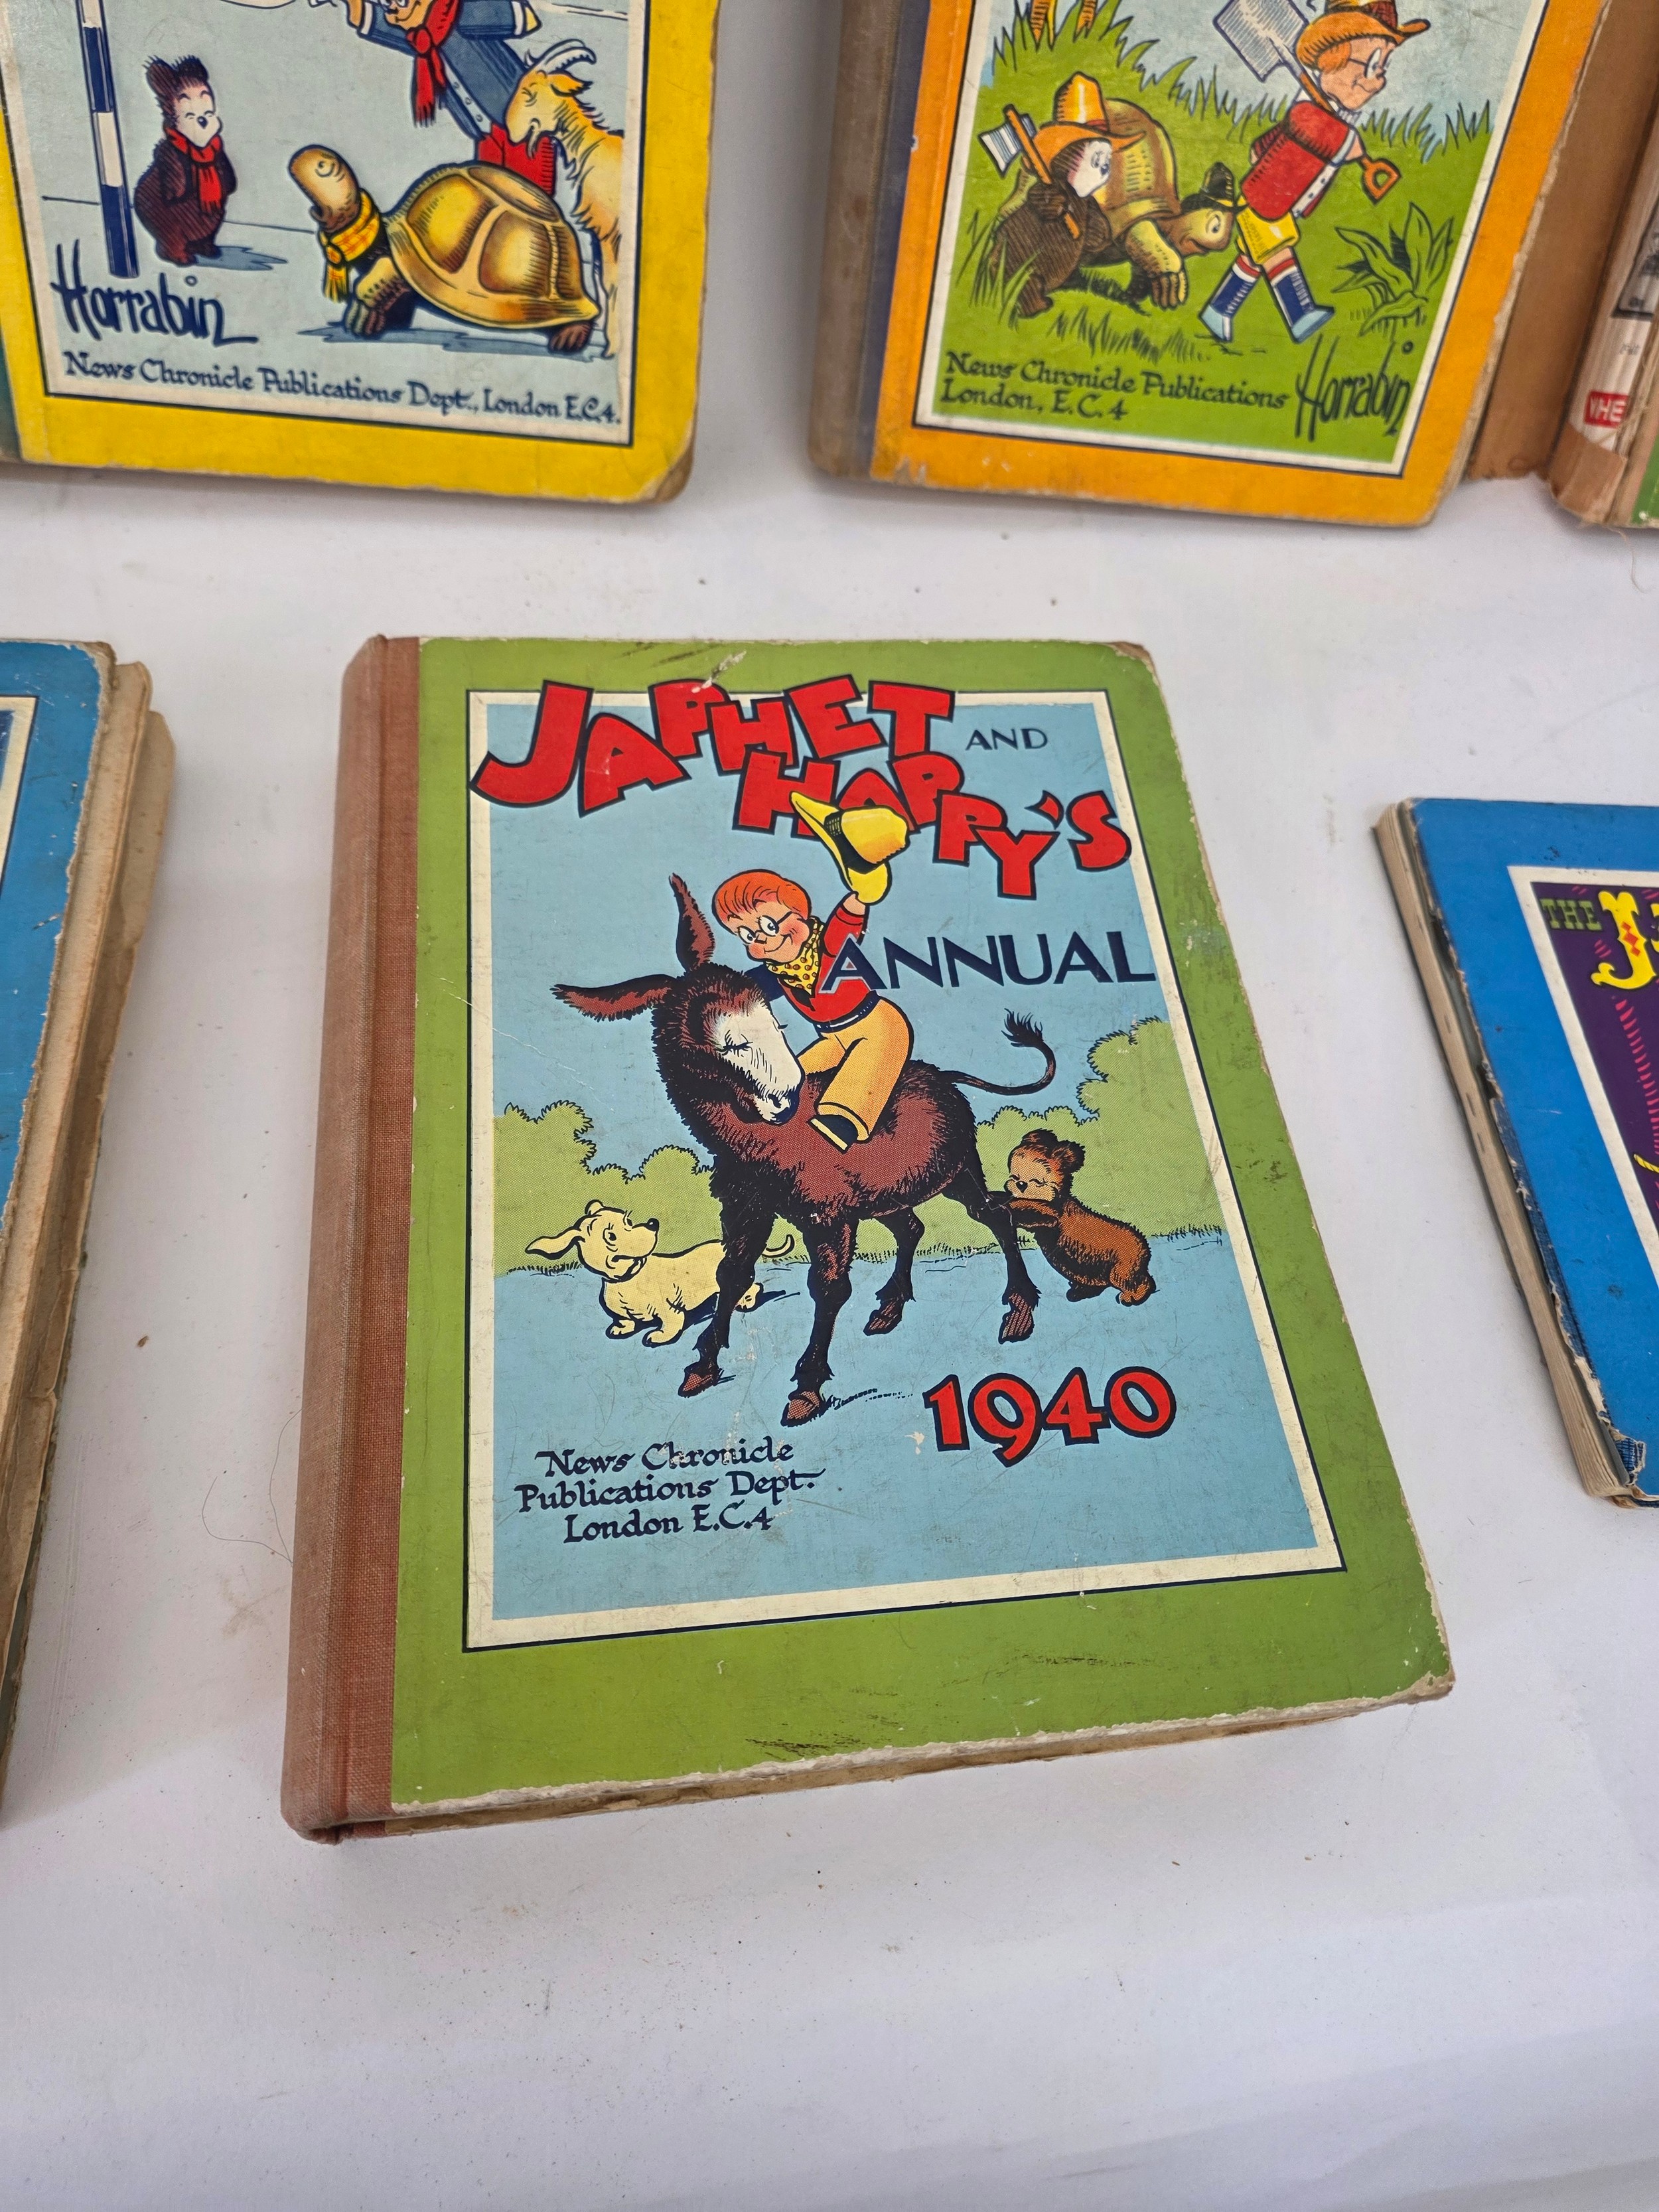 Horrabin
News Chronicle Publications Dept., London E.C.4.
News Chronicle Publications
London, E.C.4
Horrabin
JAPHET AND
HAPPY'S
ANNUAL
1940
News Chronicle
Publications Dept.
London E.C.4
THE